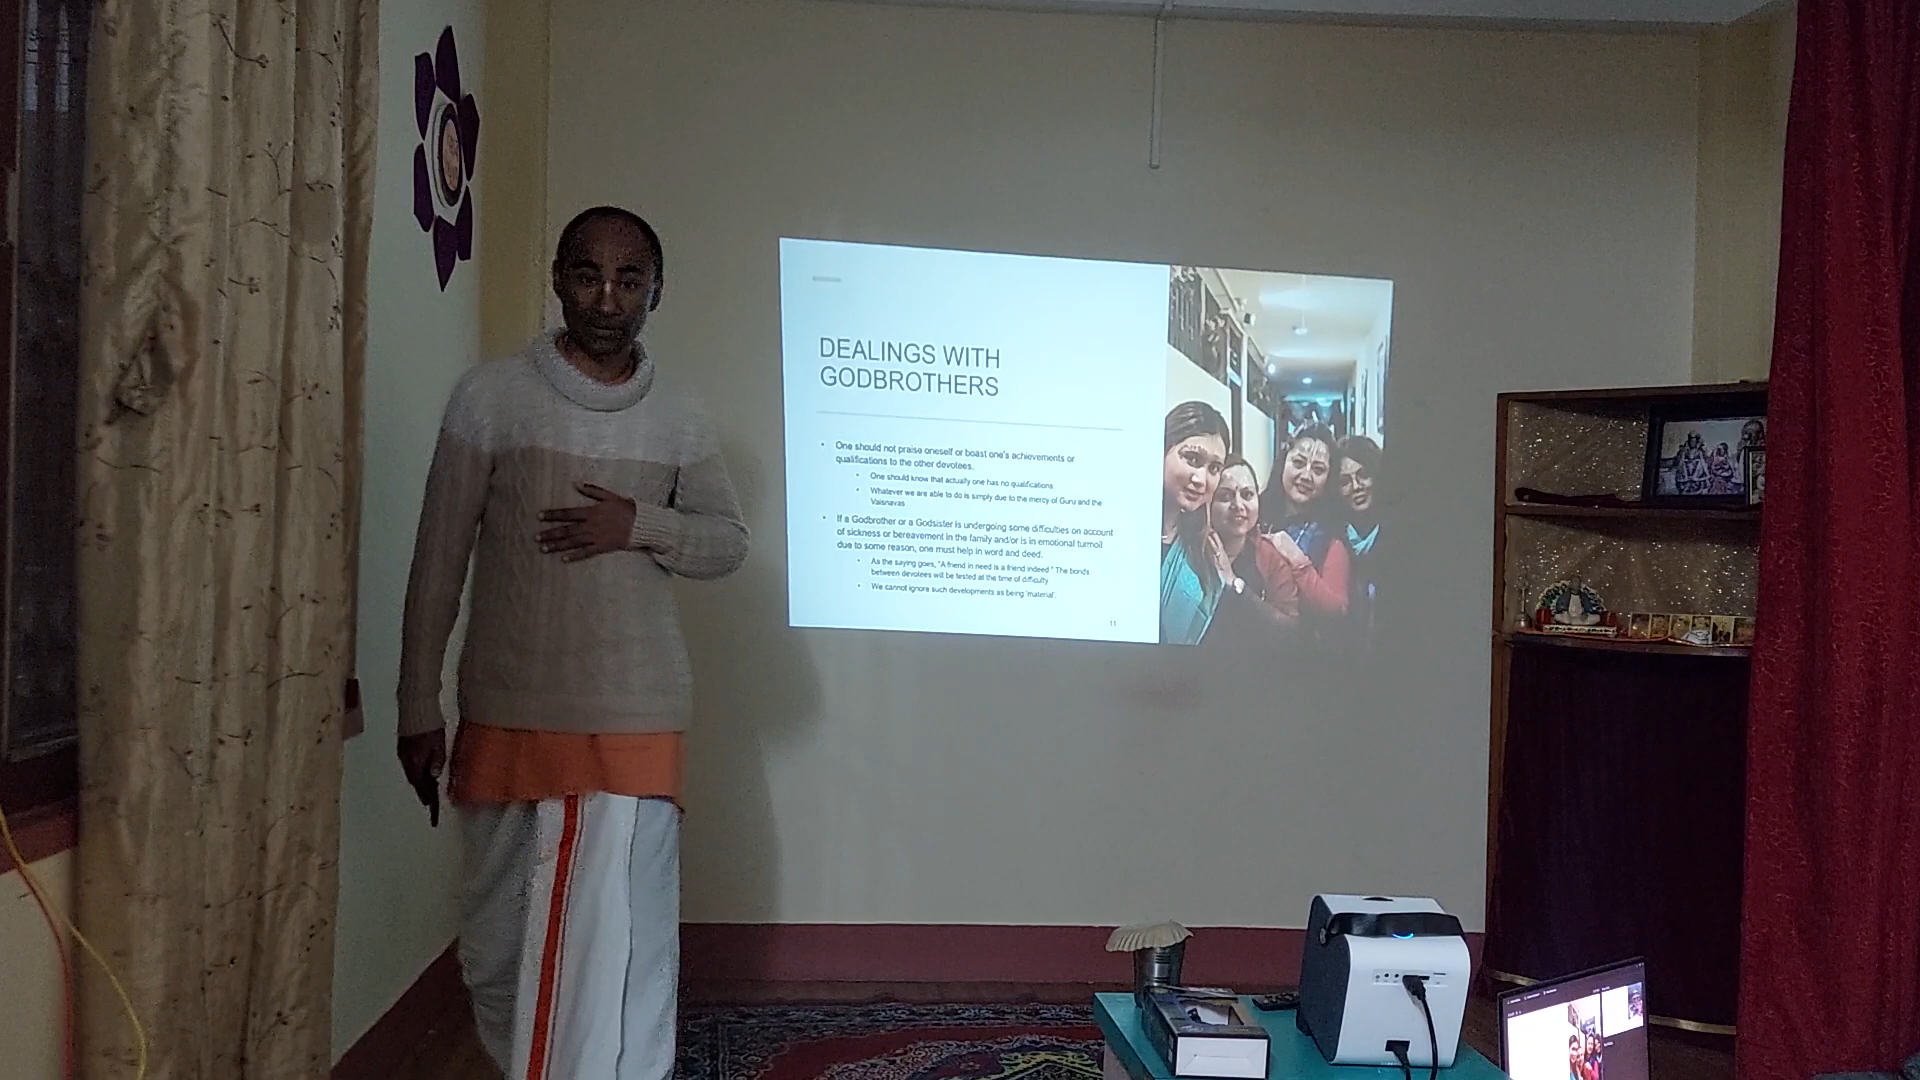 DEALINGS WITH
GODBROTHERS
• One should not praise oneself or boast one's achievements or
qualifications to the other devotees.
• One should know that actually one has no qualifications
• Whatever we are able to do is simply due to the mercy of Guru and the
Vaisnavas
• If a Godbrother or a Godsister is undergoing some difficulties on account
of sickness or bereavement in the family and/or is in emotional turmoil
due to some reason, one must help in word and deed.
• As the saying goes, "A friend in need is a friend indeed." The bonds
between devotees will be tested at the time of difficulty
• We cannot ignore such developments as being 'material'.
11